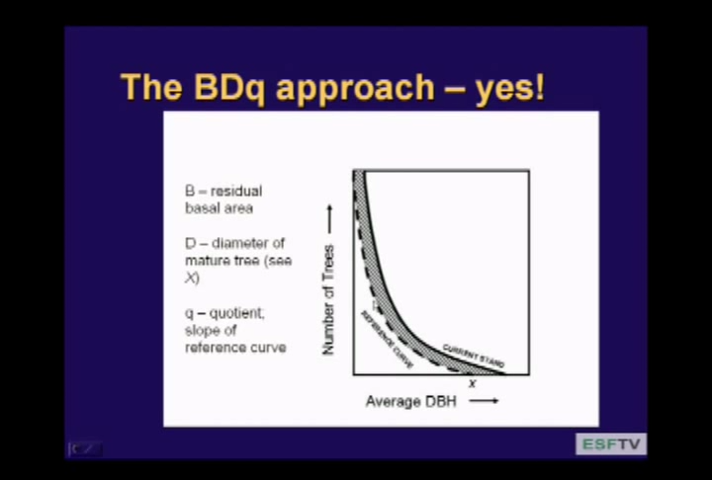 The BDq approach – yes!
B – residual
basal area
D – diameter of
mature tree (see
X)
q – quotient;
slope of
reference curve
Number of Trees
REFERENCE CURVE
CURRENT STAND
X
Average DBH
ESFTV